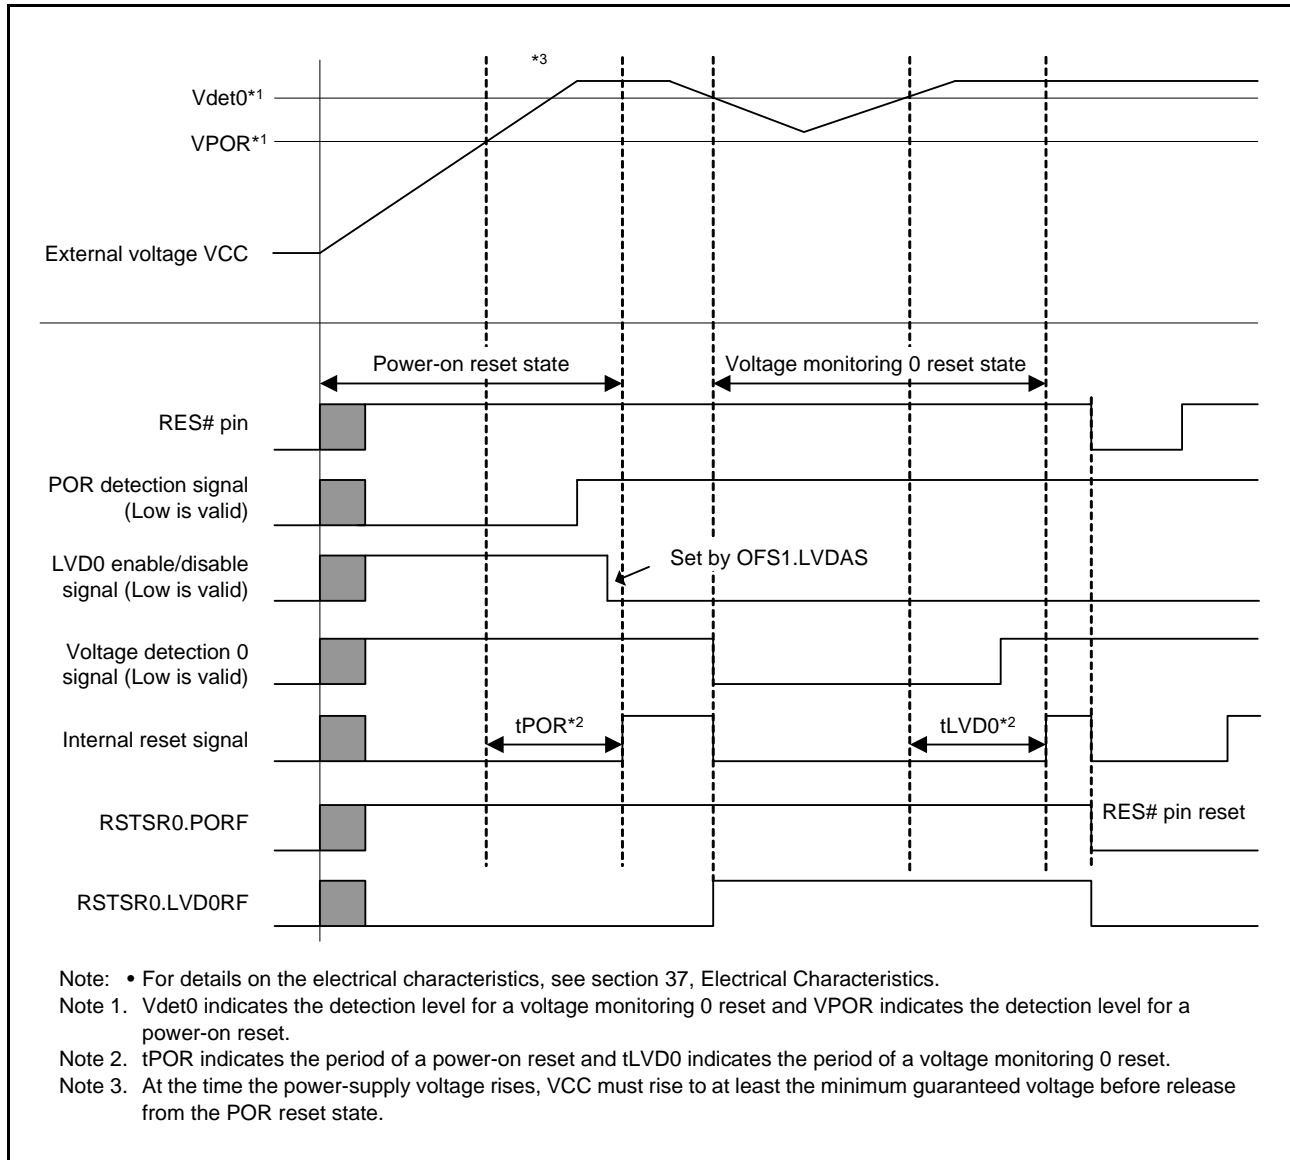 *3
Vdet0*1
VPOR*1
External voltage VCC
Power-on reset state
Voltage monitoring 0 reset state
RES# pin
POR detection signal
(Low is valid)
LVD0 enable/disable
signal (Low is valid)
Set by OFS1.LVDAS
Voltage detection 0
signal (Low is valid)
tPOR*2
tLVD0*2
Internal reset signal
RSTSR0.PORF
RES# pin reset
RSTSR0.LVD0RF
Note: • For details on the electrical characteristics, see section 37, Electrical Characteristics.
Note 1. Vdet0 indicates the detection level for a voltage monitoring 0 reset and VPOR indicates the detection level for a
power-on reset.
Note 2. tPOR indicates the period of a power-on reset and tLVD0 indicates the period of a voltage monitoring 0 reset.
Note 3. At the time the power-supply voltage rises, VCC must rise to at least the minimum guaranteed voltage before release
from the POR reset state.